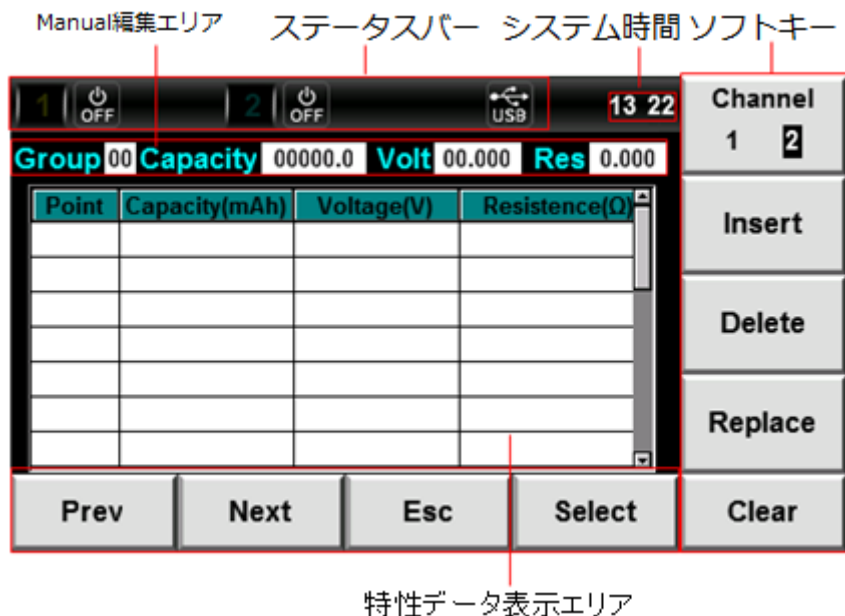 Manual編集エリア ステータスバー システム時間 ソフトキー
1 OFF 2 OFF USB 13 22
Channel
1 2
Group 00 Capacity 00000.0 Volt 00.000 Res 0.000
Point Capacity(mAh) Voltage(V) Resistence(Ω)
Insert
Delete
Replace
Prev Next Esc Select Clear
特性データ表示エリア